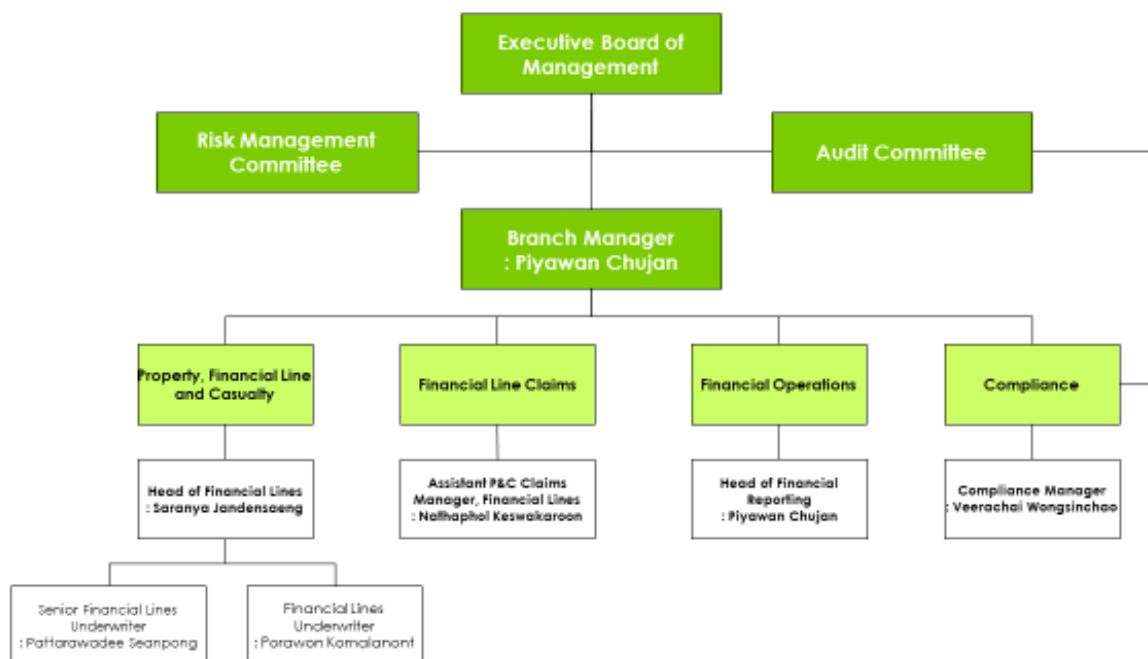 Executive Board of
Management
Risk Management
Committee
Audit Committee
Branch Manager
: Piyawan Chujan
Property, Financial Line
and Casualty
Financial Line Claims
Financial Operations
Compliance
Head of Financial Lines
: Saranya Jandensaeng
Assistant P&C Claims
Manager, Financial Lines
: Nathaphol Keswakaroon
Head of Financial
Reporting
: Piyawan Chujan
Compliance Manager
: Veerachai Wongsinchao
Senior Financial Lines
Underwriter
: Pattarawadee Seanpong
Financial Lines
Underwriter
: Porawon Komalanont